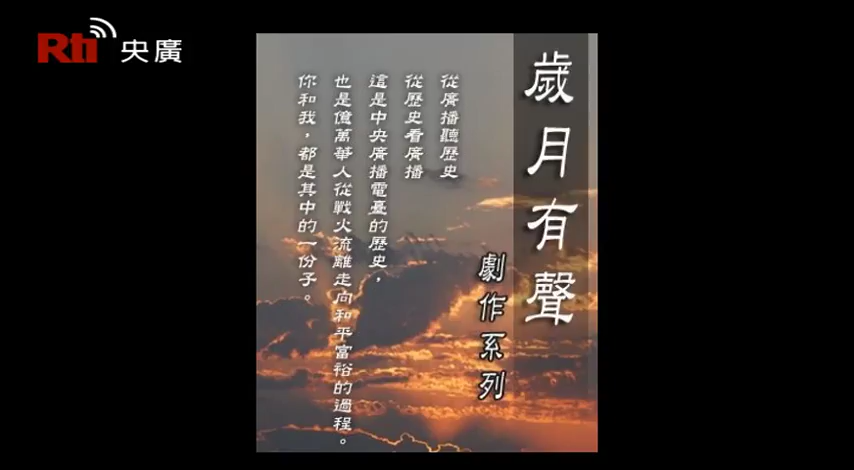 Rti 央廣
歲月有聲
劇作系列
從廣播聽歷史
從歷史看廣播
這是中央廣播電臺的歷史，
也是億萬華人從戰火流離走向和平富裕的過程。
你和我，都是其中的一份子。